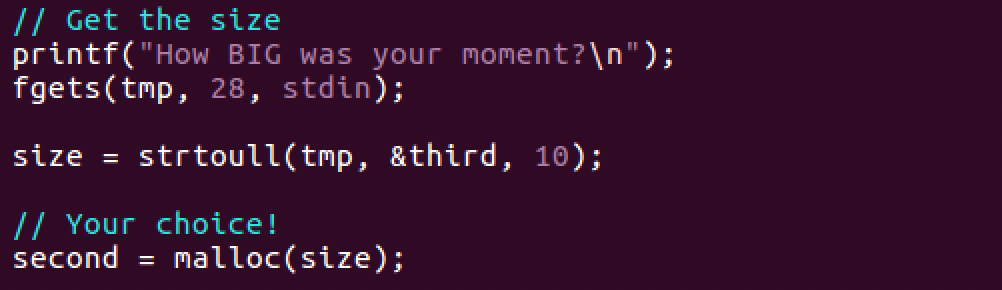 // Get the size
printf("How BIG was your moment?\n");
fgets(tmp, 28, stdin);
size = strtoull(tmp, &third, 10);
// Your choice!
second = malloc(size);